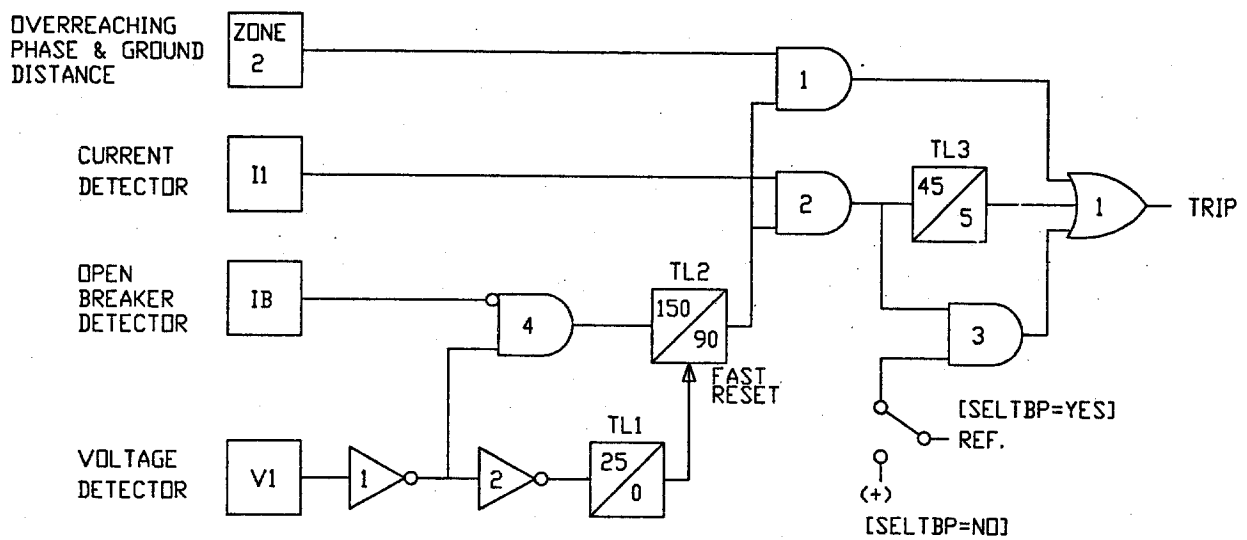 OVERREACHING
PHASE & GROUND
DISTANCE
ZONE
2
1
CURRENT
DETECTOR
I1
2
TL3
45
5
1
TRIP
OPEN
BREAKER
DETECTOR
IB
4
TL2
150
90
FAST
RESET
3
VOLTAGE
DETECTOR
V1
1
2
TL1
25
0
[SELTBP=YES]
REF.
(+)
[SELTBP=NO]